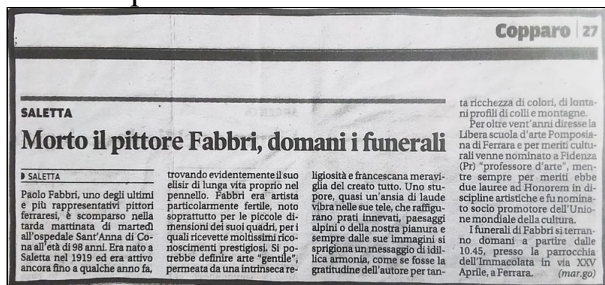 Copparo 27
SALETTA
Morto il pittore Fabbri, domani i funerali
SALETTA
Paolo Fabbri, uno degli ultimi
e più rappresentativi pittori
ferraresi, è scomparso nella
tarda mattinata di martedì
all'ospedale Sant'Anna di Co-
na all'età di 98 anni. Era nato a
Saletta nel 1919 ed era attivo
ancora fino a qualche anno fa,
trovando evidentemente il suo
elisir di lunga vita proprio nel
pennello. Fabbri era artista
particolarmente fertile, noto
soprattutto per le piccole di-
mensioni dei suoi quadri, per i
quali ricevette moltissimi rico-
noscimenti prestigiosi. Si po-
trebbe definire arte "gentile",
permeata da una intrinseca re-
ligiosità e francescana meravi-
glia del creato tutto. Uno stu-
pore, quasi un'ansia di laude
vibra nelle sue tele, che raffigu-
rano prati innevati, paesaggi
alpini o della nostra pianura e
sempre dalle sue immagini si
sprigiona un messaggio di idil-
lica armonia, come se fosse la
gratitudine dell'autore per tan-
ta ricchezza di colori, di lonta-
ni profili di colli e montagne.
Per oltre vent'anni diresse la
Libera scuola d'arte Pomposia-
na di Ferrara e per meriti cultu-
rali venne nominato a Fidenza
(Pr) "professore d'arte", men-
tre sempre per meriti ebbe
due lauree ad Honorem in di-
scipline artistiche e fu nomina-
to socio promotore dell'Unio-
ne mondiale della cultura.
I funerali di Fabbri si terran-
no domani a partire dalle
10.45, presso la parrocchia
dell'Immacolata in via XXV
Aprile, a Ferrara. (mar.go)